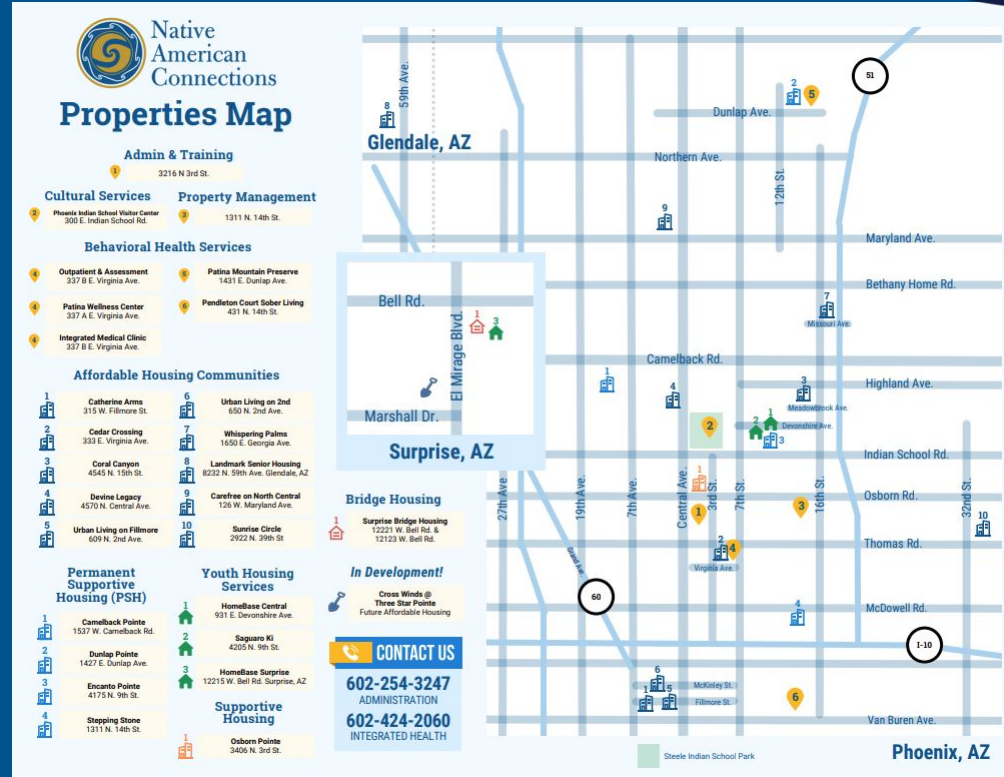 Native
American
Connections
Properties Map
Admin & Training
1
3216 N 3rd St.
Cultural Services
2
Phoenix Indian School Visitor Center
300 E. Indian School Rd.
Property Management
3
1311 N. 14th St.
Behavioral Health Services
4
Outpatient & Assessment
337 B E. Virginia Ave.
4
Patina Wellness Center
337 A E. Virginia Ave.
4
Integrated Medical Clinic
337 B E. Virginia Ave.
5
Patina Mountain Preserve
1431 E. Dunlap Ave.
6
Pendleton Court Sober Living
431 N. 14th St.
Affordable Housing Communities
1
Catherine Arms
315 W. Fillmore St.
2
Cedar Crossing
333 E. Virginia Ave.
3
Coral Canyon
4545 N. 15th St.
4
Devine Legacy
4570 N. Central Ave.
5
Urban Living on Fillmore
609 N. 2nd Ave.
6
Urban Living on 2nd
650 N. 2nd Ave.
7
Whispering Palms
1650 E. Georgia Ave.
8
Landmark Senior Housing
8232 N. 59th Ave. Glendale, AZ
9
Carefree on North Central
126 W. Maryland Ave.
10
Sunrise Circle
2922 N. 39th St
Permanent
Supportive
Housing (PSH)
1
Camelback Pointe
1537 W. Camelback Rd.
2
Dunlap Pointe
1427 E. Dunlap Ave.
3
Encanto Pointe
4175 N. 9th St.
4
Stepping Stone
1311 N. 14th St.
Youth Housing
Services
1
HomeBase Central
931 E. Devonshire Ave.
2
Saguaro Ki
4205 N. 9th St.
3
HomeBase Surprise
12215 W. Bell Rd. Surprise, AZ
Supportive
Housing
1
Osborn Pointe
3406 N. 3rd St.
Bridge Housing
1
Surprise Bridge Housing
12221 W. Bell Rd. &
12123 W. Bell Rd.
In Development!
Cross Winds @
Three Star Pointe
Future Affordable Housing
CONTACT US
602-254-3247
ADMINISTRATION
602-424-2060
INTEGRATED HEALTH
8
59th Ave.
Glendale, AZ
51
2
5
Dunlap Ave.
Northern Ave.
12th St.
9
Maryland Ave.
Bethany Home Rd.
7
Missouri Ave.
Bell Rd.
El Mirage Blvd.
1
3
Marshall Dr.
Surprise, AZ
Camelback Rd.
1
4
3
Highland Ave.
Meadowbrook Ave.
2
2
1
Devonshire Ave.
3
Indian School Rd.
27th Ave
19th Ave.
7th Ave.
Central Ave.
3rd St.
7th St.
16th St.
32nd St.
1
1
3
Osborn Rd.
10
2
4
Thomas Rd.
Virginia Ave.
Grand Ave.
60
4
McDowell Rd.
I-10
6
McKinley St.
1
5
Fillmore St.
6
Van Buren Ave.
Steele Indian School Park
Phoenix, AZ